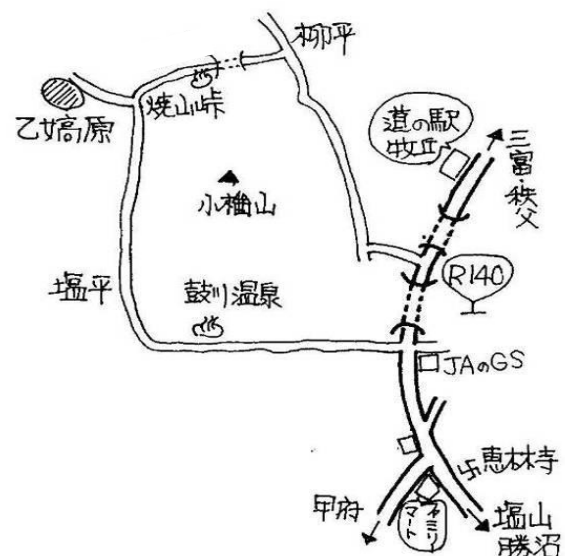 柳平
焼山峠
乙女高原
道の駅
牧丘
三富・秩父
小楢山
R140
塩平
鼓川温泉
JAのGS
恵林寺
甲府
ファミリー
マート
塩山
勝沼